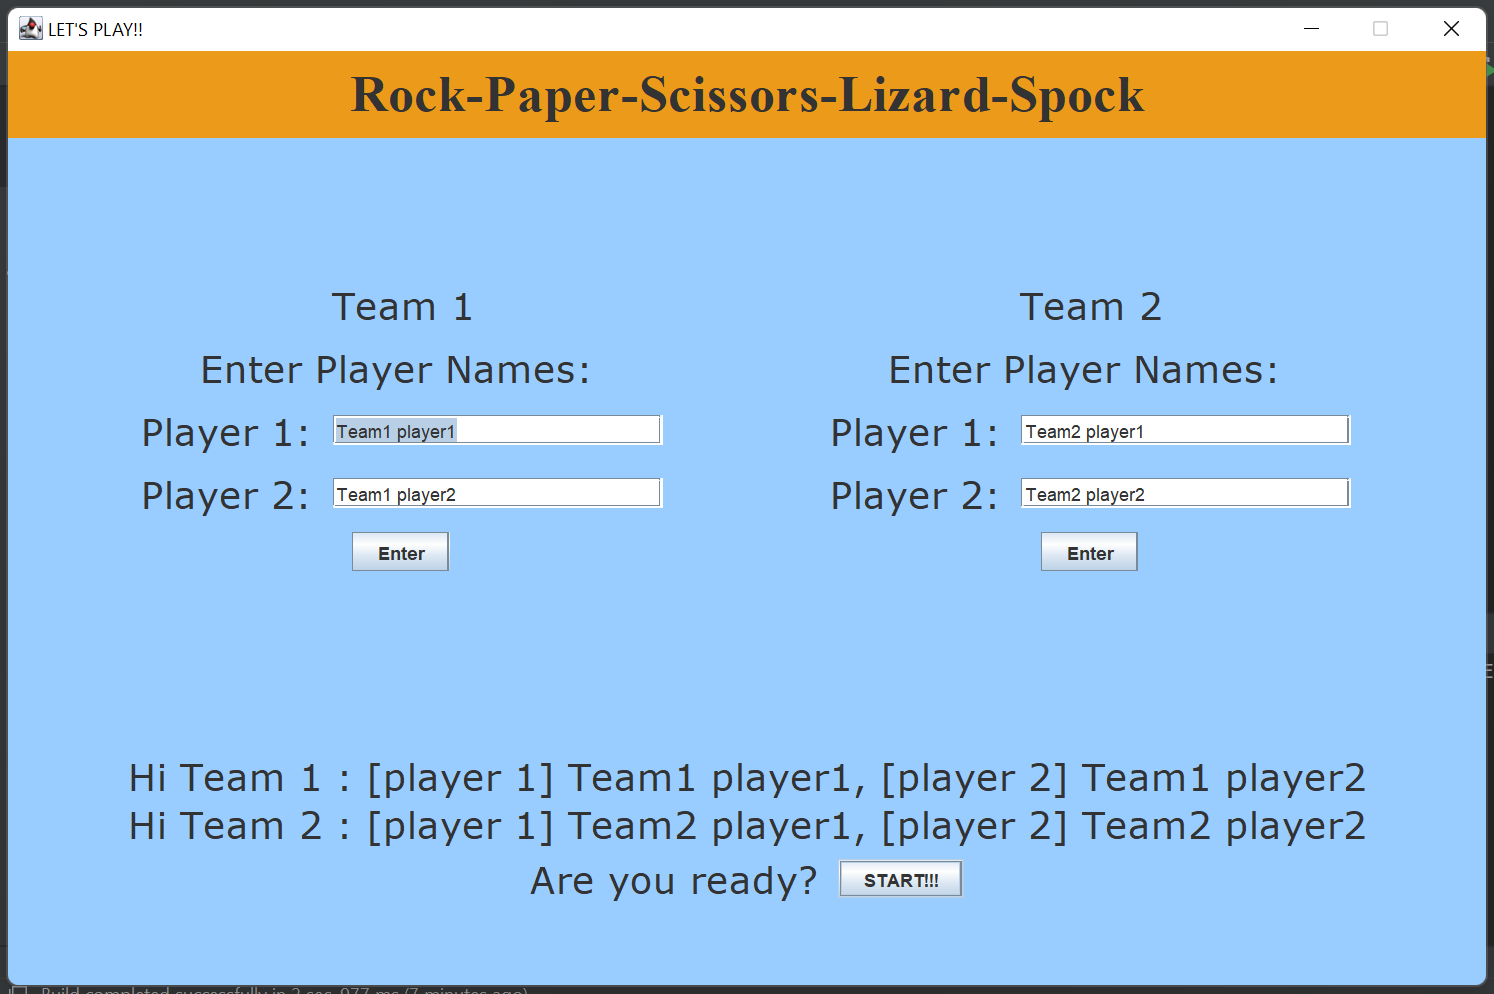 LET'S PLAY!!
Rock-Paper-Scissors-Lizard-Spock
Team 1
Enter Player Names:
Player 1: Team1 player1
Player 2: Team1 player2
Enter
Team 2
Enter Player Names:
Player 1: Team2 player1
Player 2: Team2 player2
Enter
Hi Team 1 : [player 1] Team1 player1, [player 2] Team1 player2
Hi Team 2 : [player 1] Team2 player1, [player 2] Team2 player2
Are you ready? START!!!
Build completed successfully in 2 sec, 977 ms (7 minutes ago)